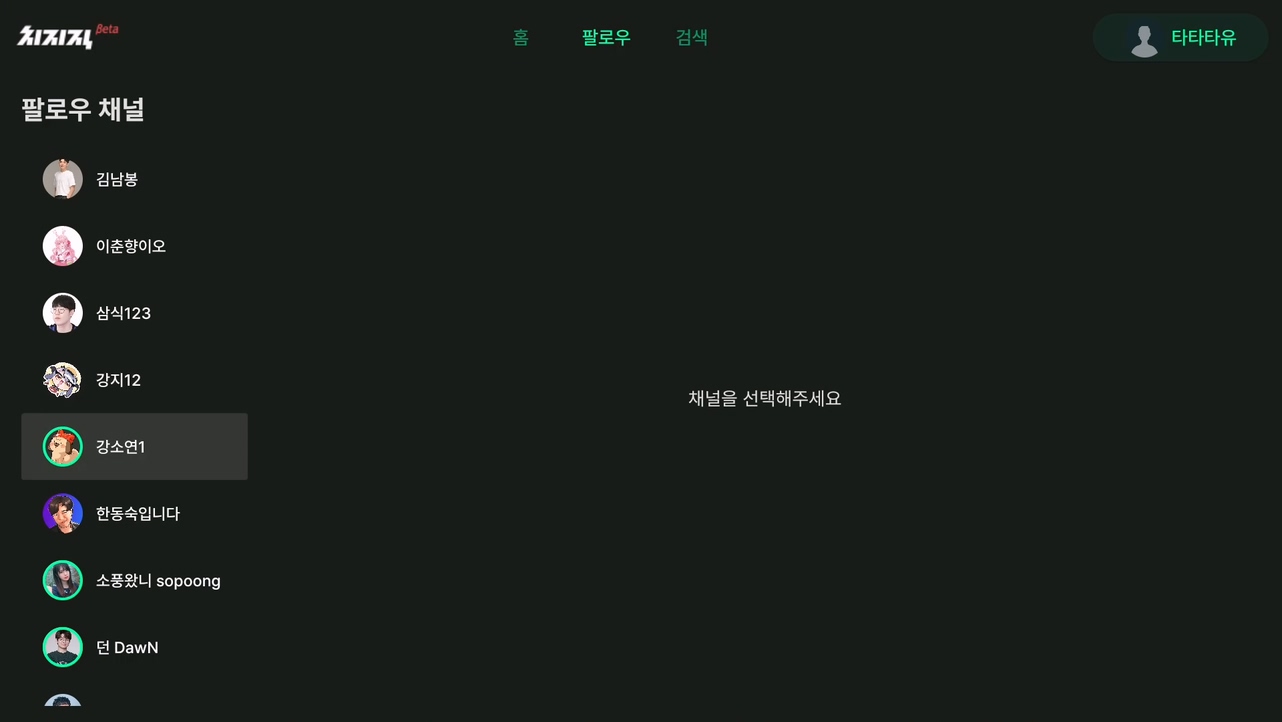 치지직 Beta
홈 팔로우 검색
타타타유
팔로우 채널
김남봉
이춘향이오
삼식123
강지12
강소연1
한동숙입니다
소풍왔니 sopoong
던 DawN
채널을 선택해주세요